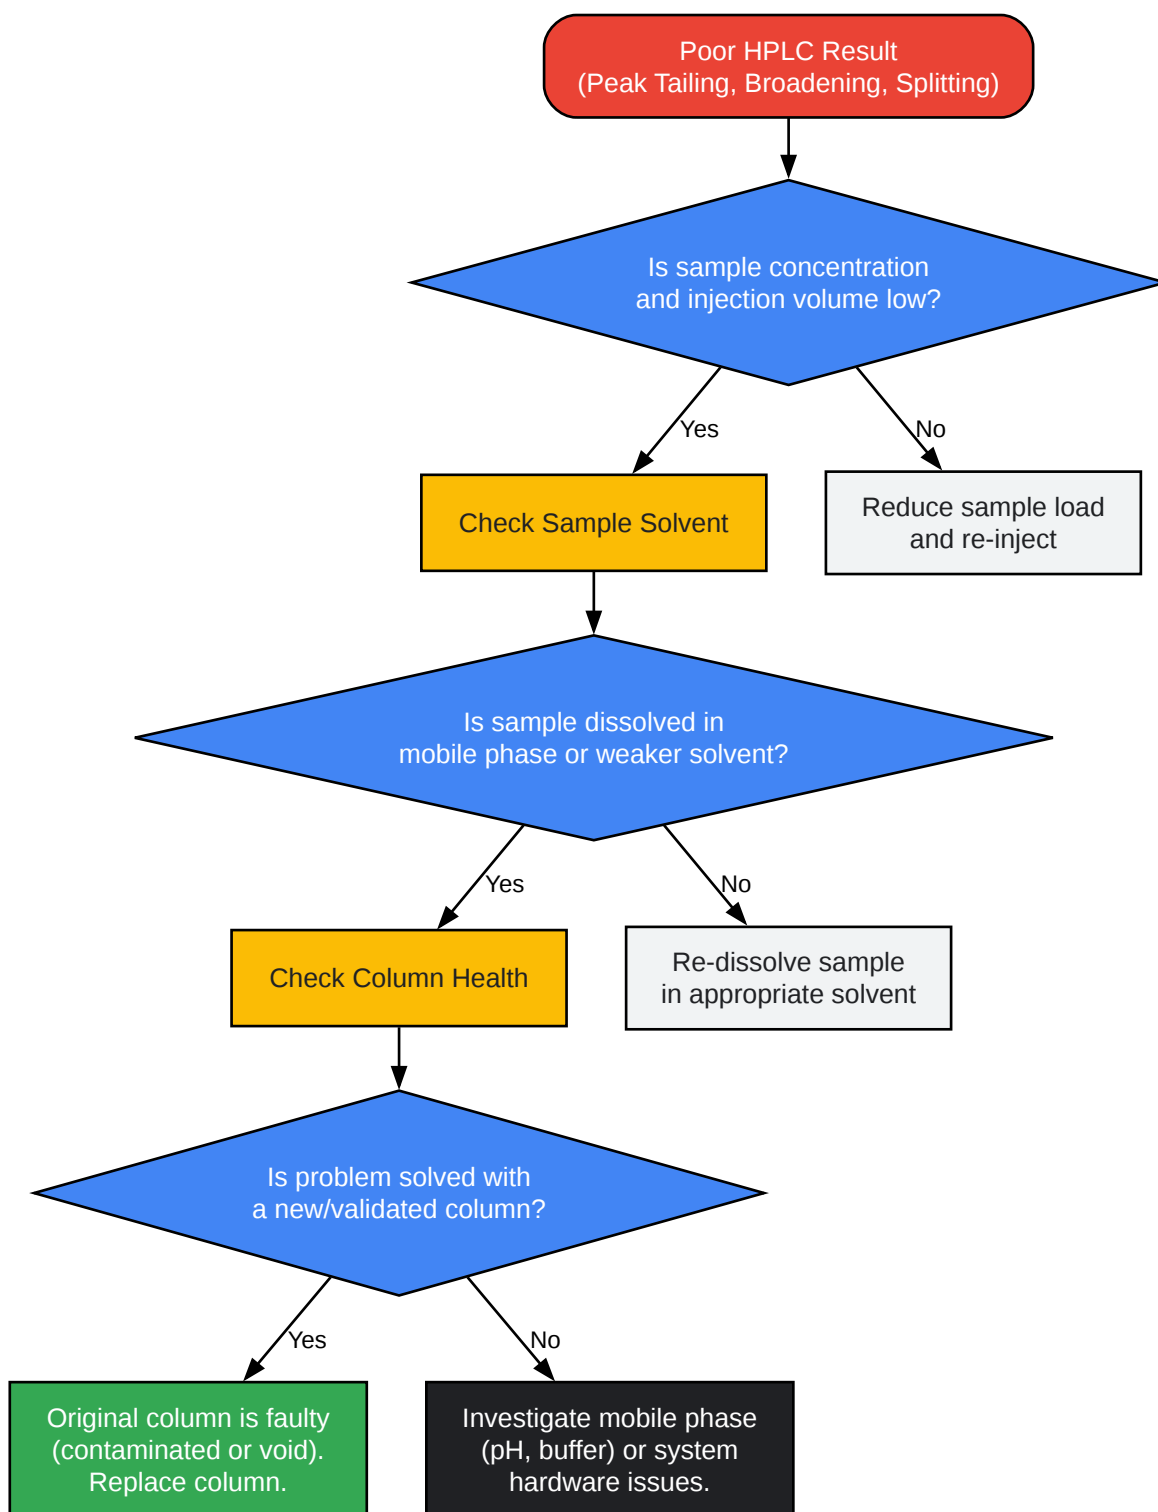 Poor HPLC Result
(Peak Tailing, Broadening, Splitting)
Is sample concentration
and injection volume low?
Yes
No
Check Sample Solvent
Reduce sample load
and re-inject
Is sample dissolved in
mobile phase or weaker solvent?
Yes
No
Check Column Health
Re-dissolve sample
in appropriate solvent
Is problem solved with
a new/validated column?
Yes
No
Original column is faulty
(contaminated or void).
Replace column.
Investigate mobile phase
(pH, buffer) or system
hardware issues.